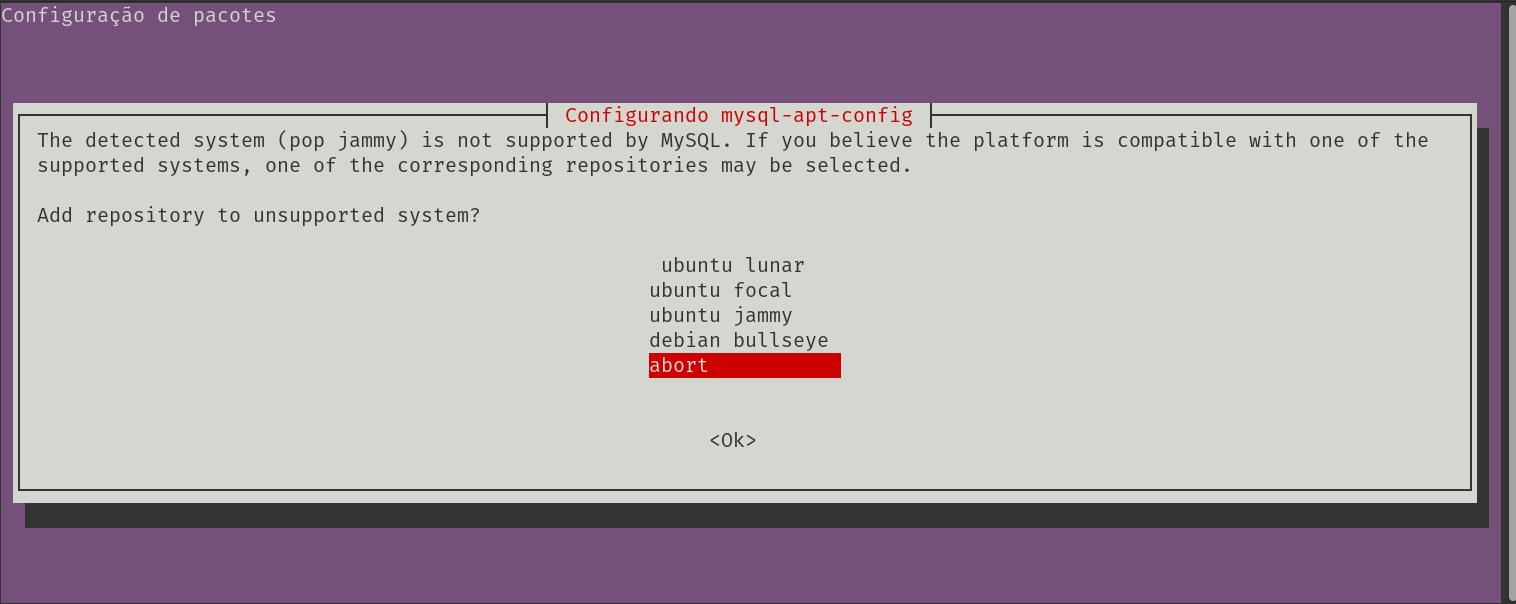 Configuração de pacotes
Configurando mysql-apt-config
The detected system (pop jammy) is not supported by MySQL. If you believe the platform is compatible with one of the
supported systems, one of the corresponding repositories may be selected.
Add repository to unsupported system?
ubuntu lunar
ubuntu focal
ubuntu jammy
debian bullseye
abort
<Ok>